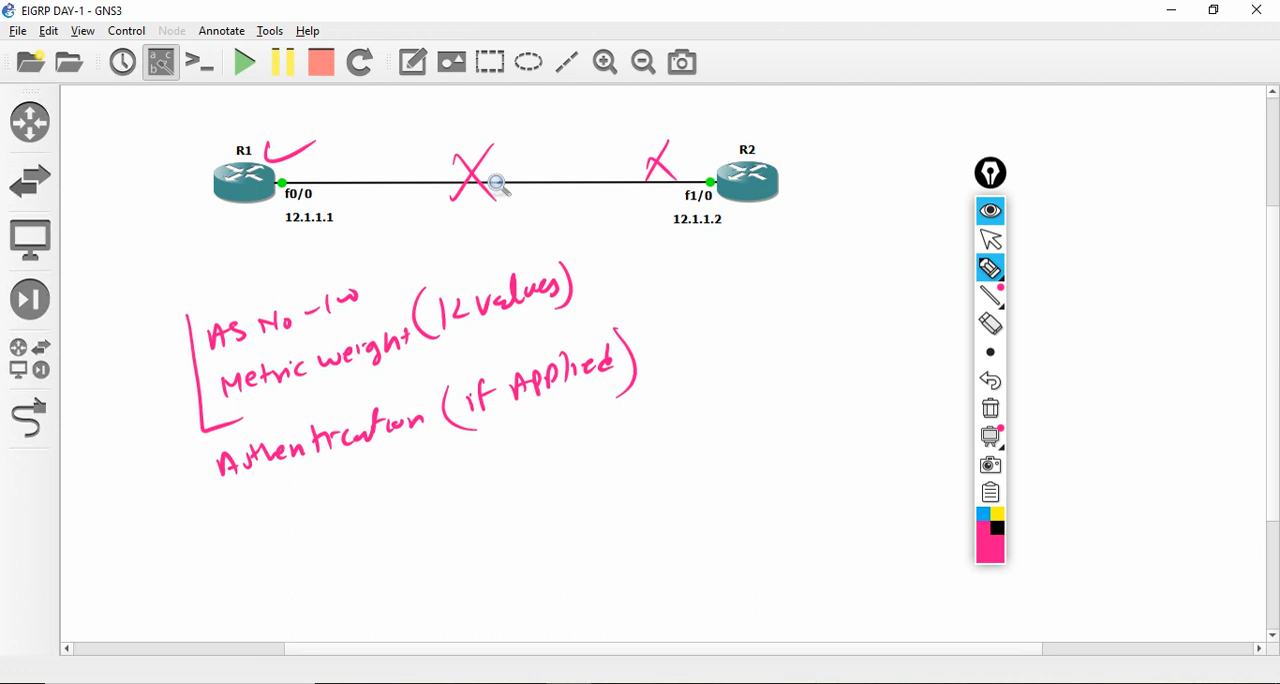 EIGRP DAY-1 - GNS3
File Edit View Control Node Annotate Tools Help
R1
R2
f0/0
f1/0
12.1.1.1
12.1.1.2
AS No -100
Metric weight (K values)
Authentication (if Applied)